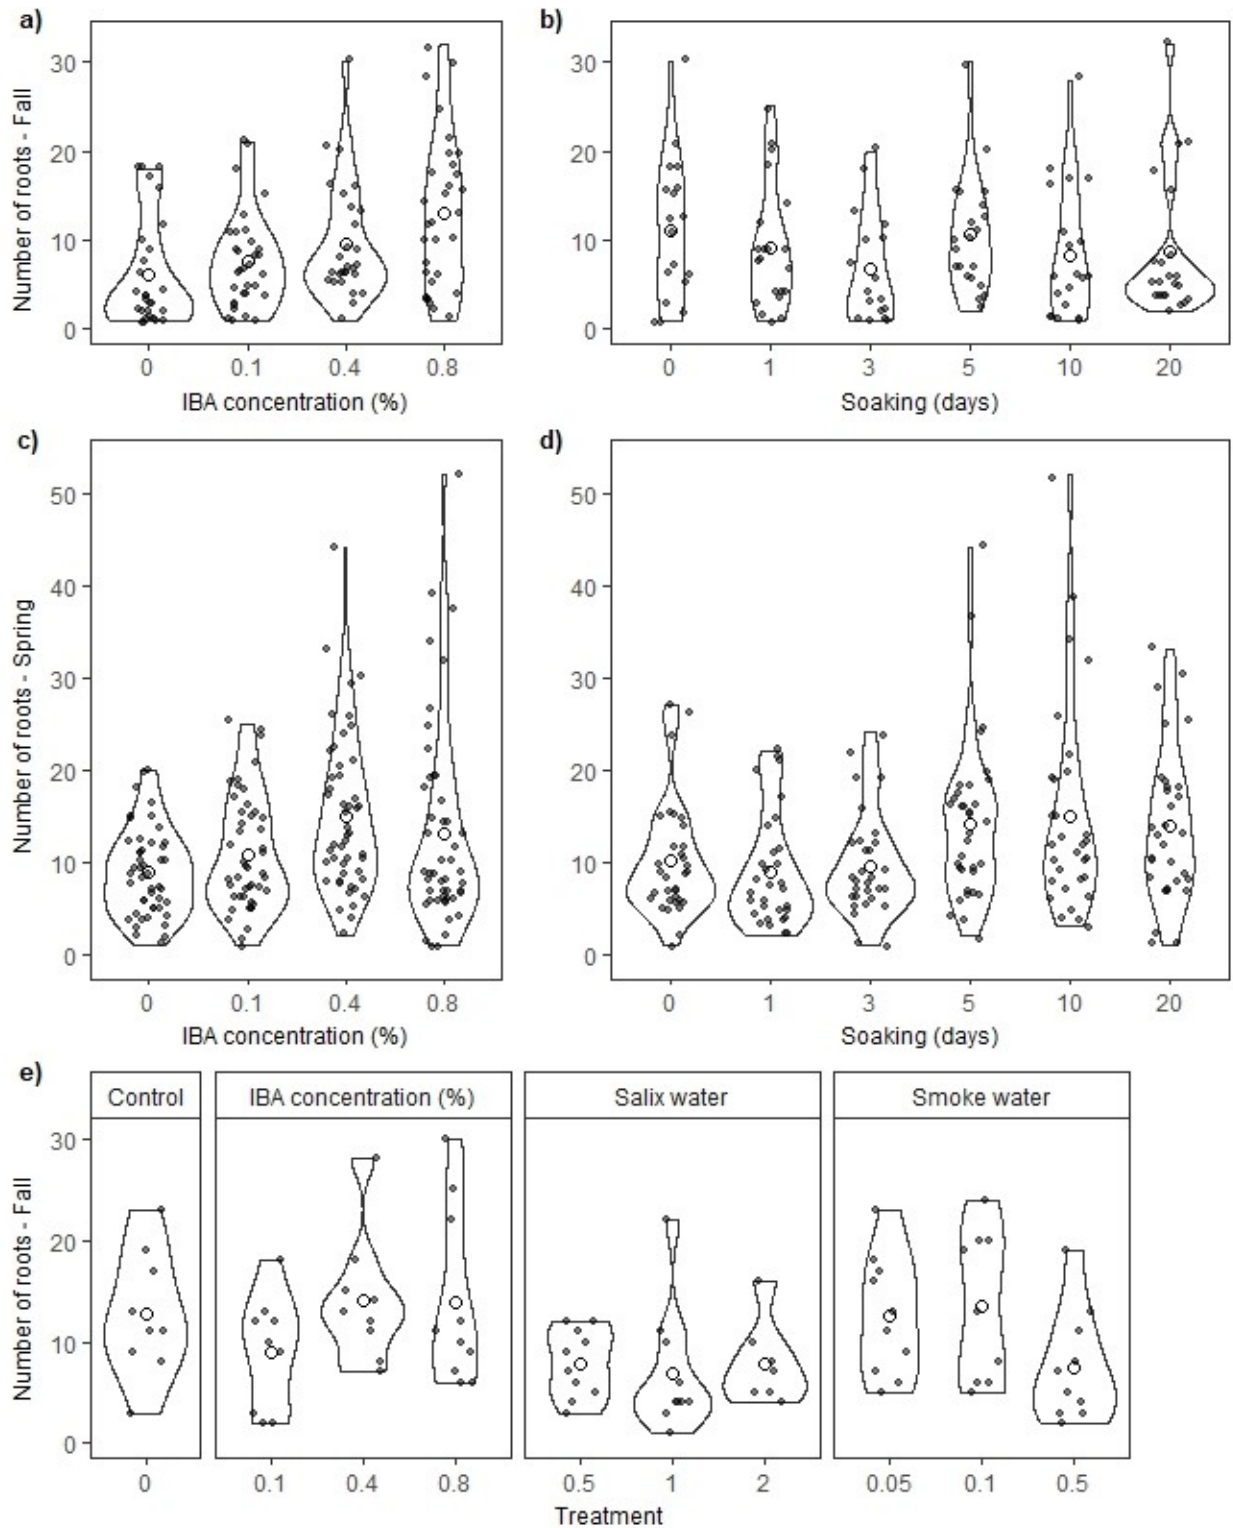 a)
Number of roots - Fall
30
20
10
0
0 0.1 0.4 0.8
IBA concentration (%)
b)
30
20
10
0
0 1 3 5 10 20
Soaking (days)
c)
Number of roots - Spring
50
40
30
20
10
0
0 0.1 0.4 0.8
IBA concentration (%)
d)
50
40
30
20
10
0
0 1 3 5 10 20
Soaking (days)
e)
Control IBA concentration (%) Salix water Smoke water
Number of roots - Fall
30
20
10
0
0 0.1 0.4 0.8 0.5 1 2 0.05 0.1 0.5
Treatment